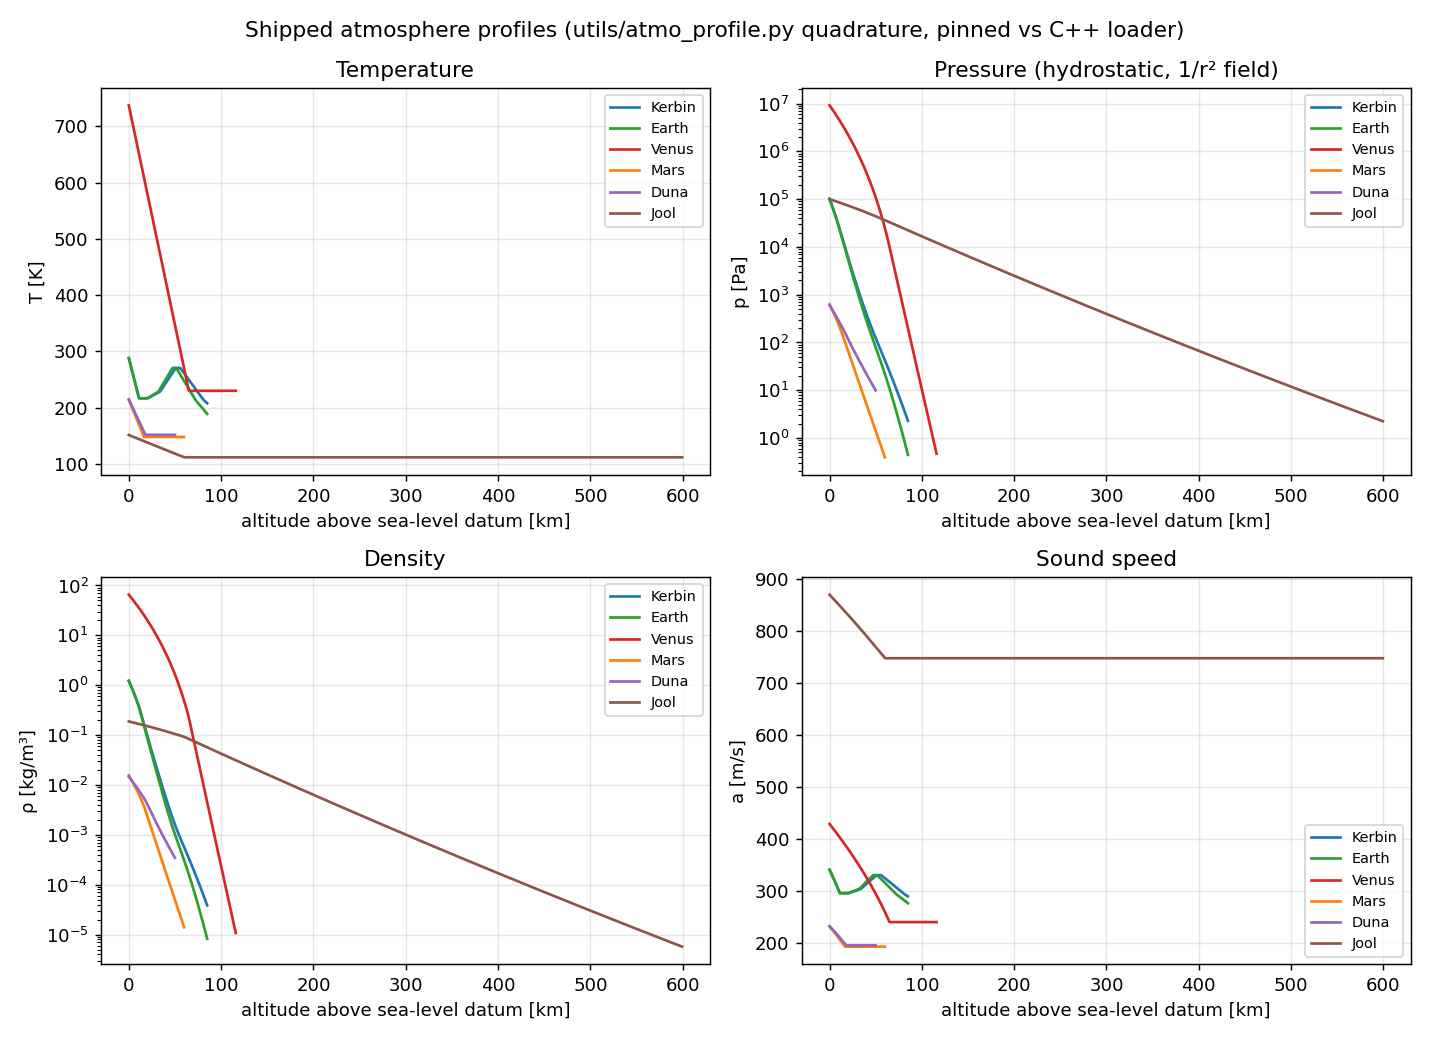 Shipped atmosphere profiles (utils/atmo_profile.py quadrature, pinned vs C++ loader)
Temperature
T [K]
700
600
500
400
300
200
100
0 100 200 300 400 500 600
altitude above sea-level datum [km]
Kerbin
Earth
Venus
Mars
Duna
Jool
Pressure (hydrostatic, 1/r² field)
p [Pa]
10⁷
10⁶
10⁵
10⁴
10³
10²
10¹
10⁰
0 100 200 300 400 500 600
altitude above sea-level datum [km]
Kerbin
Earth
Venus
Mars
Duna
Jool
Density
ρ [kg/m³]
10²
10¹
10⁰
10⁻¹
10⁻²
10⁻³
10⁻⁴
10⁻⁵
0 100 200 300 400 500 600
altitude above sea-level datum [km]
Kerbin
Earth
Venus
Mars
Duna
Jool
Sound speed
a [m/s]
900
800
700
600
500
400
300
200
0 100 200 300 400 500 600
altitude above sea-level datum [km]
Kerbin
Earth
Venus
Mars
Duna
Jool